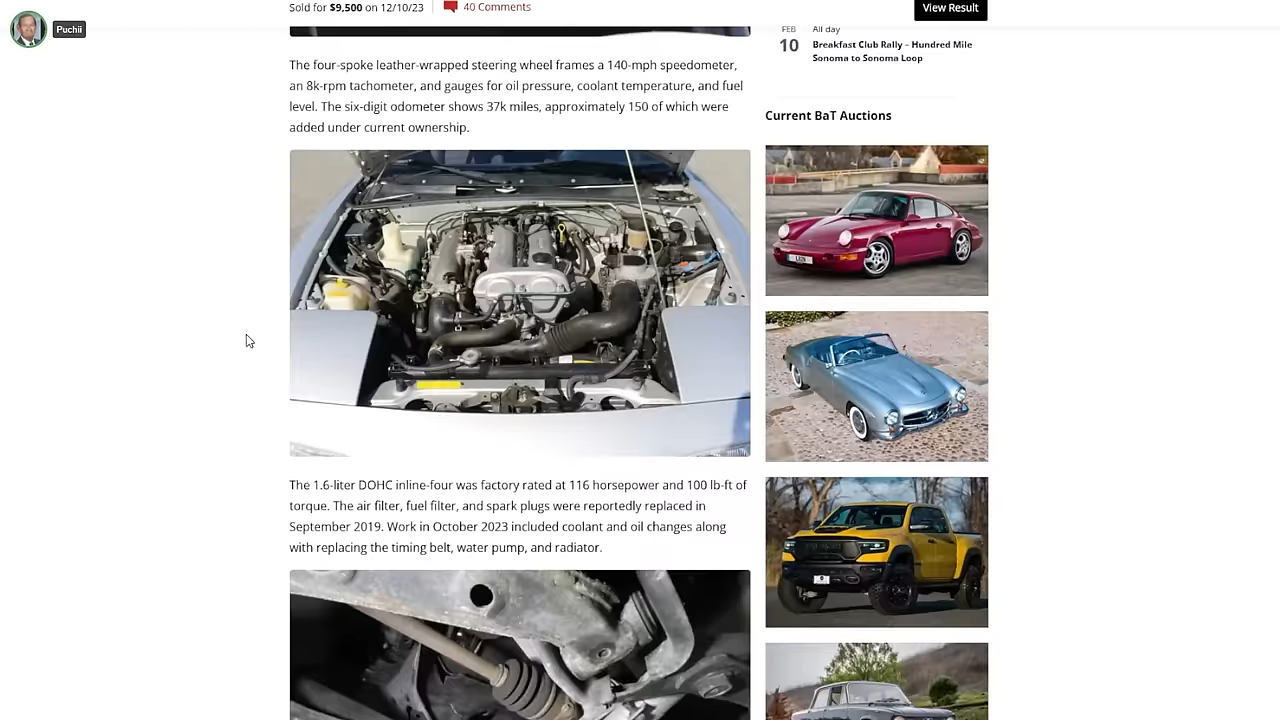 Sold for $9,500 on 12/10/23
40 Comments
View Result
Puchii
The four-spoke leather-wrapped steering wheel frames a 140-mph speedometer,
an 8k-rpm tachometer, and gauges for oil pressure, coolant temperature, and fuel
level. The six-digit odometer shows 37k miles, approximately 150 of which were
added under current ownership.
The 1.6-liter DOHC inline-four was factory rated at 116 horsepower and 100 lb-ft of
torque. The air filter, fuel filter, and spark plugs were reportedly replaced in
September 2019. Work in October 2023 included coolant and oil changes along
with replacing the timing belt, water pump, and radiator.
FEB
10
All day
Breakfast Club Rally – Hundred Mile
Sonoma to Sonoma Loop
Current BaT Auctions